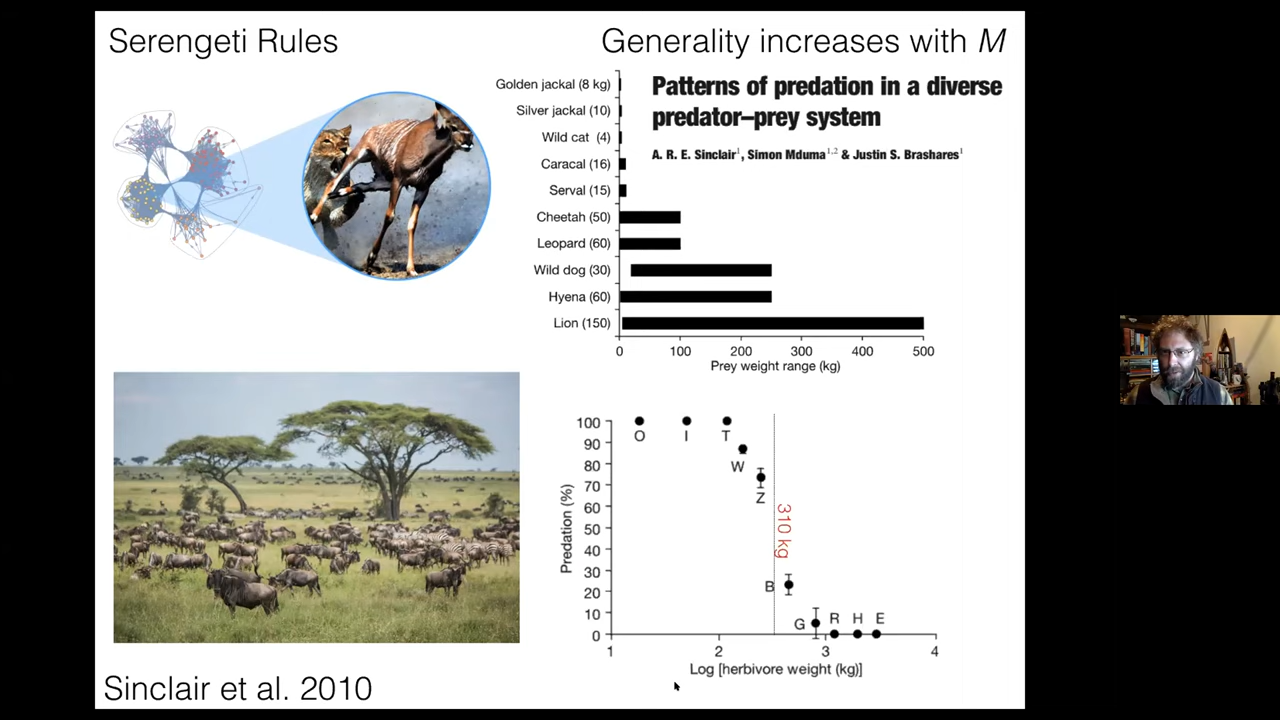 Serengeti Rules
Generality increases with M
Patterns of predation in a diverse
predator–prey system
A. R. E. Sinclair1, Simon Mduma1,2 & Justin S. Brashares1
Golden jackal (8 kg)
Silver jackal (10)
Wild cat (4)
Caracal (16)
Serval (15)
Cheetah (50)
Leopard (60)
Wild dog (30)
Hyena (60)
Lion (150)
0 100 200 300 400 500
Prey weight range (kg)
Predation (%)
100
90
80
70
60
50
40
30
20
10
0
O I T
W
Z
310 kg
B
G R H E
1 2 3 4
Log [herbivore weight (kg)]
Sinclair et al. 2010